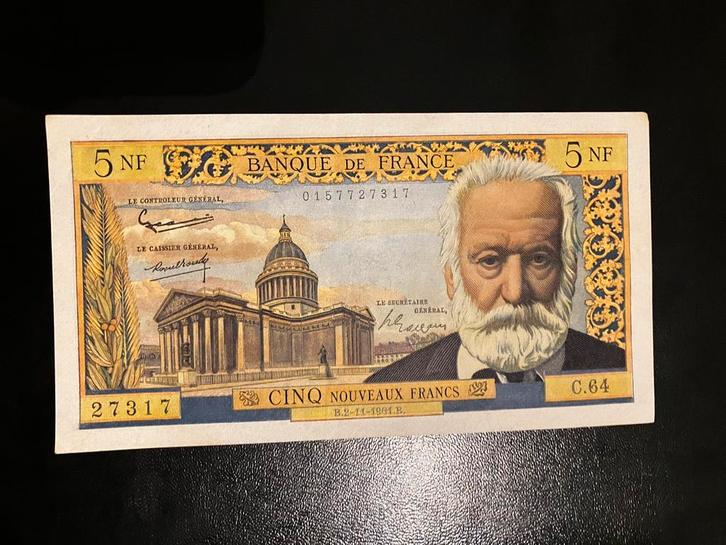 5 NF
BANQUE DE FRANCE
5 NF
0157727317
LE CONTROLEUR GÉNÉRAL,
LE CAISSIER GÉNÉRAL,
LE SECRÉTAIRE
GÉNÉRAL,
27317
CINQ NOUVEAUX FRANCS
C.64
B.2-11-1961.B.